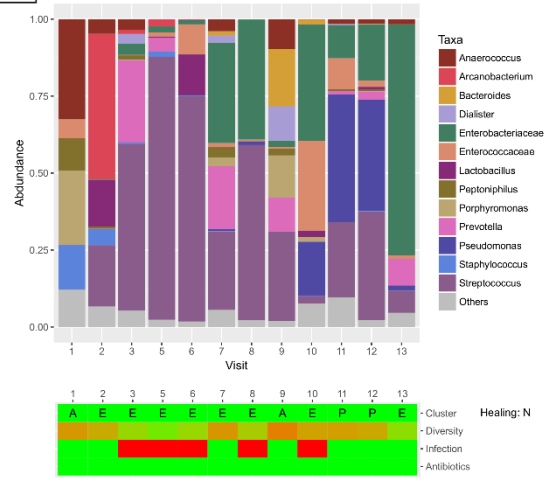 1.00
0.75
0.50
0.25
0.00
Abdundance
1 2 3 5 6 7 8 9 10 11 12 13
Visit
Taxa
Anaerococcus
Arcanobacterium
Bacteroides
Dialister
Enterobacteriaceae
Enterococcaceae
Lactobacillus
Peptoniphilus
Porphyromonas
Prevotella
Pseudomonas
Staphylococcus
Streptococcus
Others
1 2 3 5 6 7 8 9 10 11 12 13
A E E E E E E A E P P E - Cluster Healing: N
- Diversity
- Infection
- Antibiotics